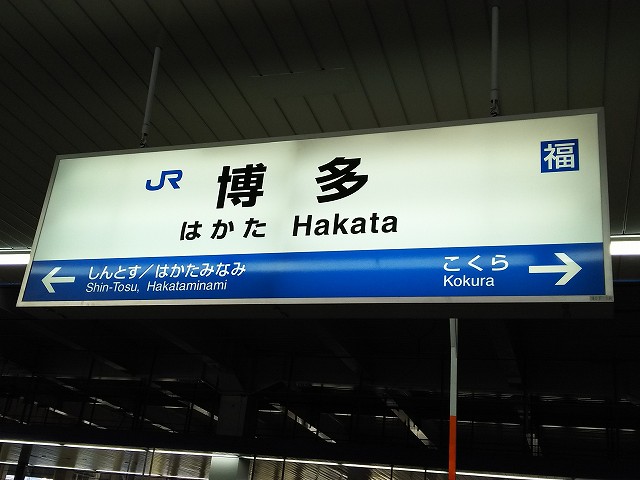 JR 博多 福
はかた Hakata
← しんとす／はかたみなみ
Shin-Tosu, Hakataminami
こくら →
Kokura